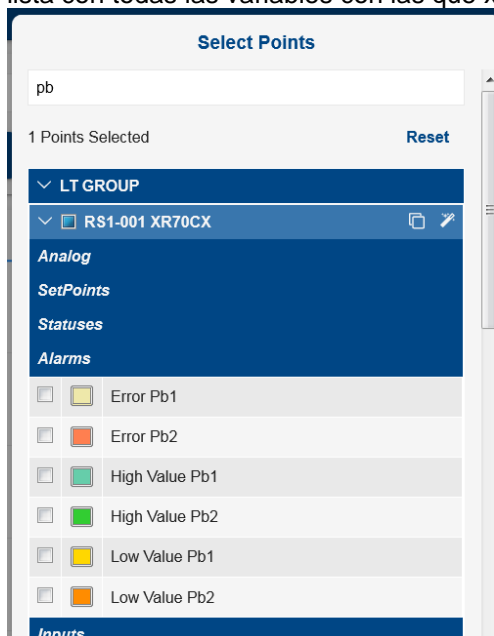 lista con todas las variables con las que x
Select Points
pb
1 Points Selected Reset
LT GROUP
RS1-001 XR70CX
Analog
SetPoints
Statuses
Alarms
Error Pb1
Error Pb2
High Value Pb1
High Value Pb2
Low Value Pb1
Low Value Pb2
Inputs